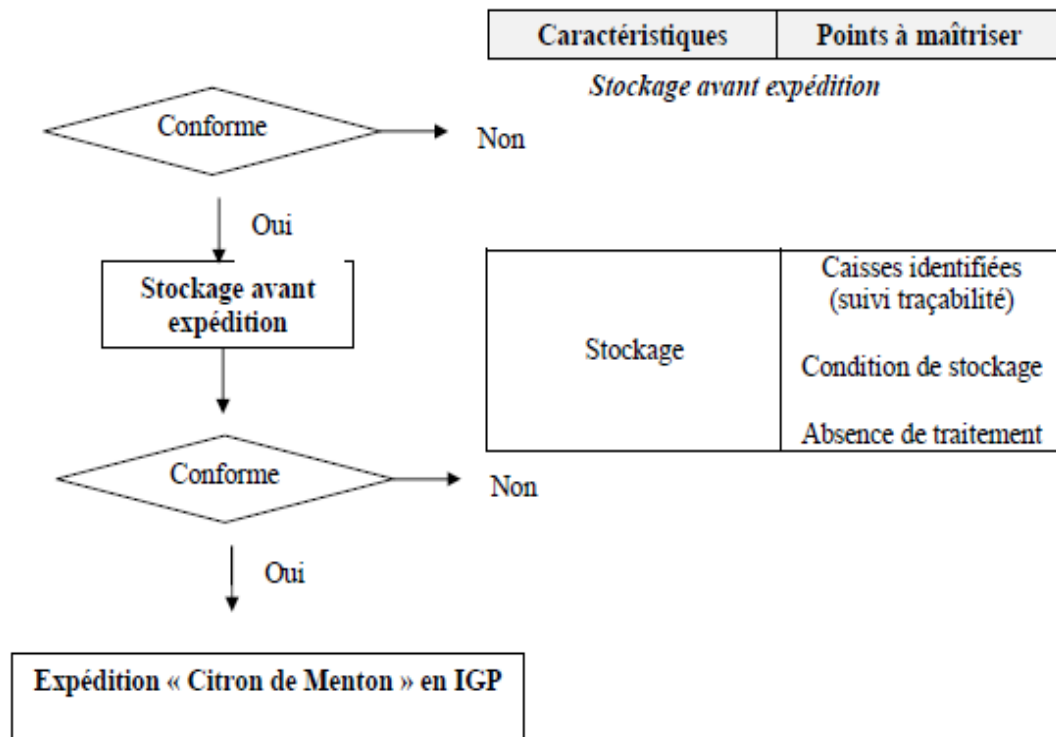 Caractéristiques
Points à maîtriser
Stockage avant expédition
Conforme
Non
Oui
Stockage avant
expédition
Stockage
Caisses identifiées
(suivi traçabilité)
Condition de stockage
Absence de traitement
Conforme
Non
Oui
Expédition « Citron de Menton » en IGP